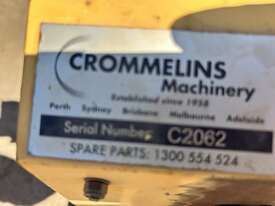 CROMMELINS
Machinery
Established since 1958
Perth Sydney Brisbane Melbourne Adelaide
Serial Number C2062
SPARE PARTS: 1300 554 524